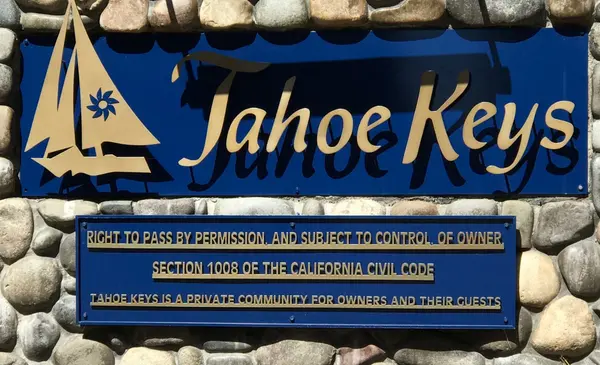 Tahoe Keys
RIGHT TO PASS BY PERMISSION, AND SUBJECT TO CONTROL, OF OWNER
SECTION 1008 OF THE CALIFORNIA CIVIL CODE
TAHOE KEYS IS A PRIVATE COMMUNITY FOR OWNERS AND THEIR GUESTS